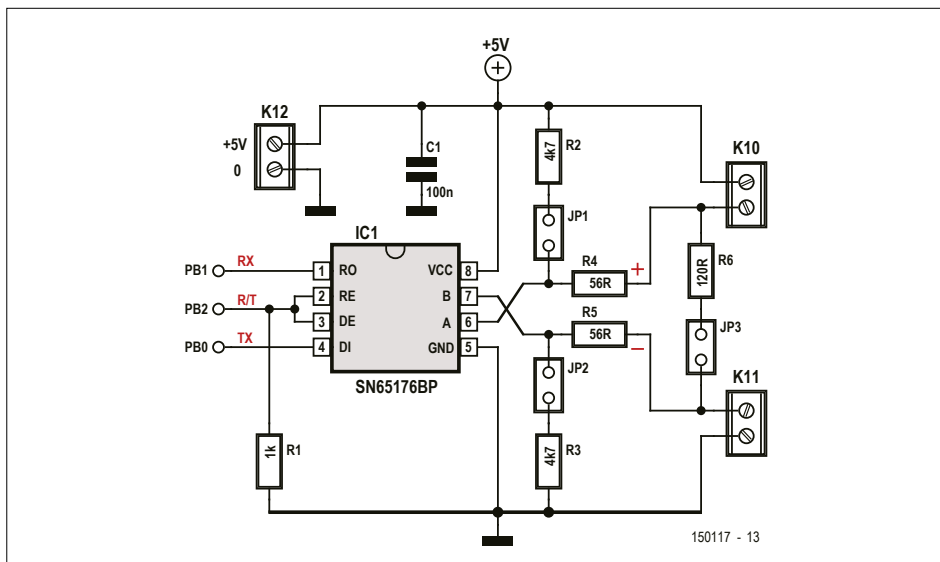 +5V
K12
+5V
0
C1
100n
R2
4k7
JP1
K10
IC1
PB1 RX
PB2 R/T
PB0 TX
1 RO VCC 8
2 RE B 7
3 DE A 6
4 DI GND 5
SN65176BP
R4
56R
+
R5
56R
−
R6
120R
JP3
JP2
K11
R1
1k
R3
4k7
150117 - 13